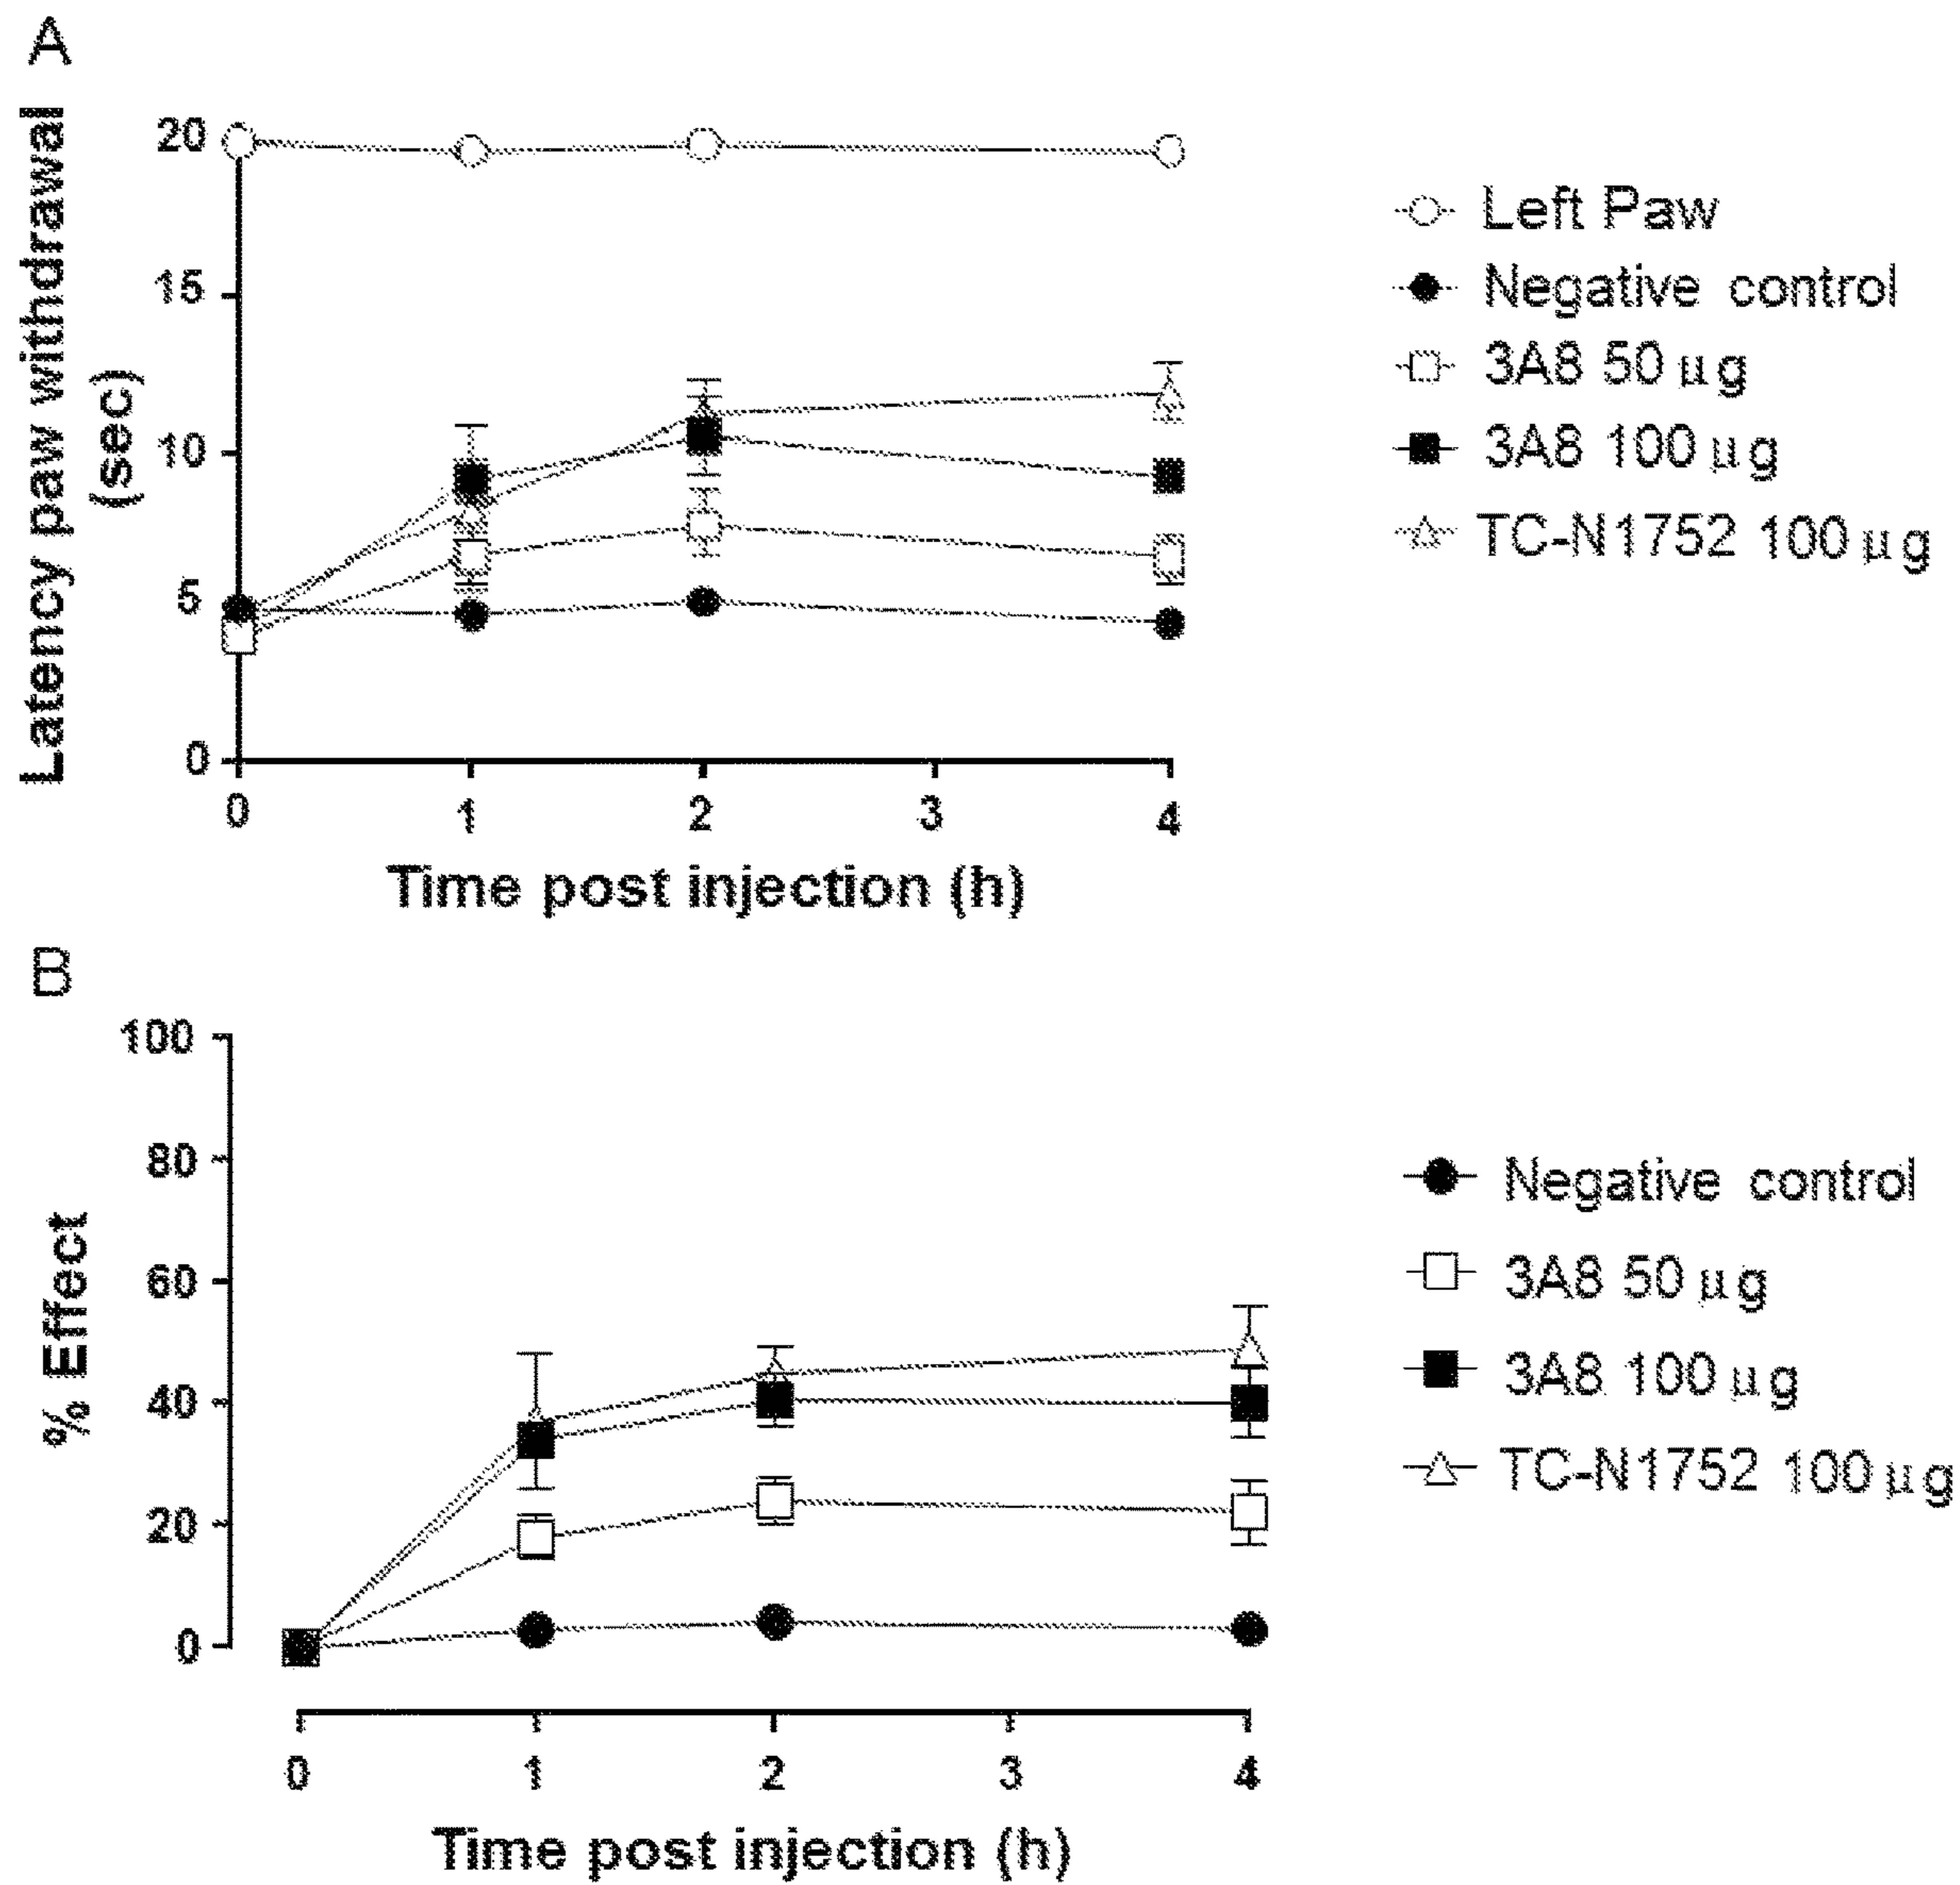 A
Latency paw withdrawal
(sec)
20
15
10
5
0
0 1 2 3 4
Time post injection (h)
Left Paw
Negative control
3A8 50 µg
3A8 100 µg
TC-N1752 100 µg
B
% Effect
100
80
60
40
20
0
0 1 2 3 4
Time post injection (h)
Negative control
3A8 50 µg
3A8 100 µg
TC-N1752 100 µg